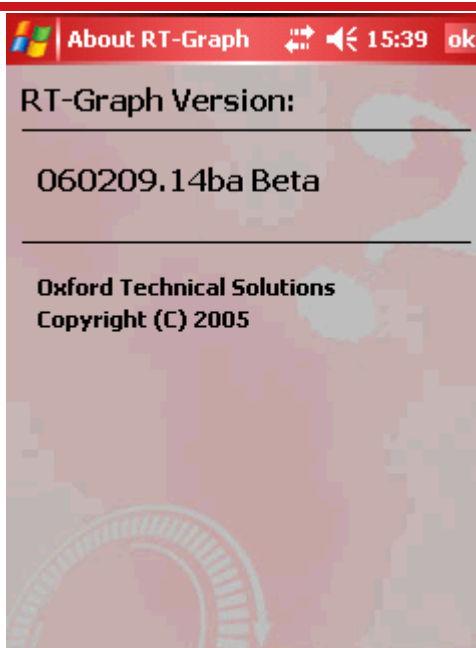 About RT-Graph 15:39 ok
RT-Graph Version:
060209.14ba Beta
Oxford Technical Solutions
Copyright (C) 2005